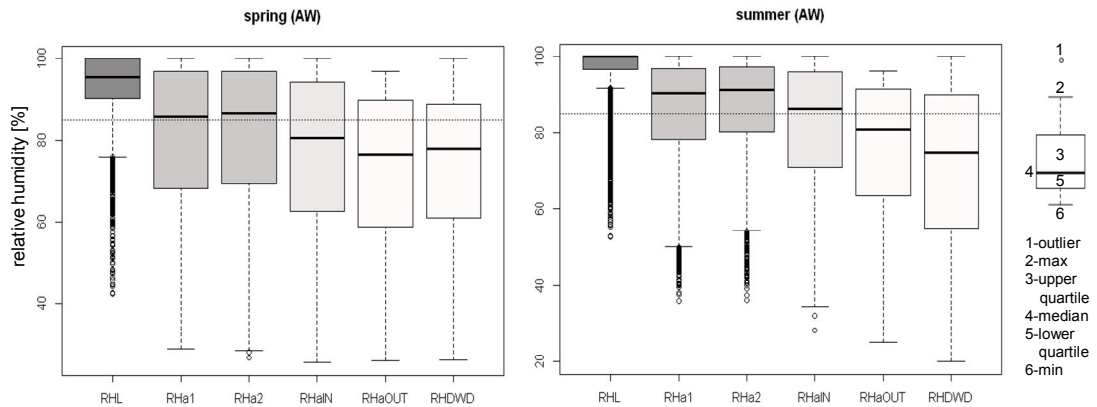 spring (AW)
relative humidity [%]
100
80
60
40
RHL RHa1 RHa2 RHaIN RHaOUT RHDWD
summer (AW)
100
80
60
40
20
RHL RHa1 RHa2 RHaIN RHaOUT RHDWD
1
2
3
4
5
6
1-outlier
2-max
3-upper
quartile
4-median
5-lower
quartile
6-min